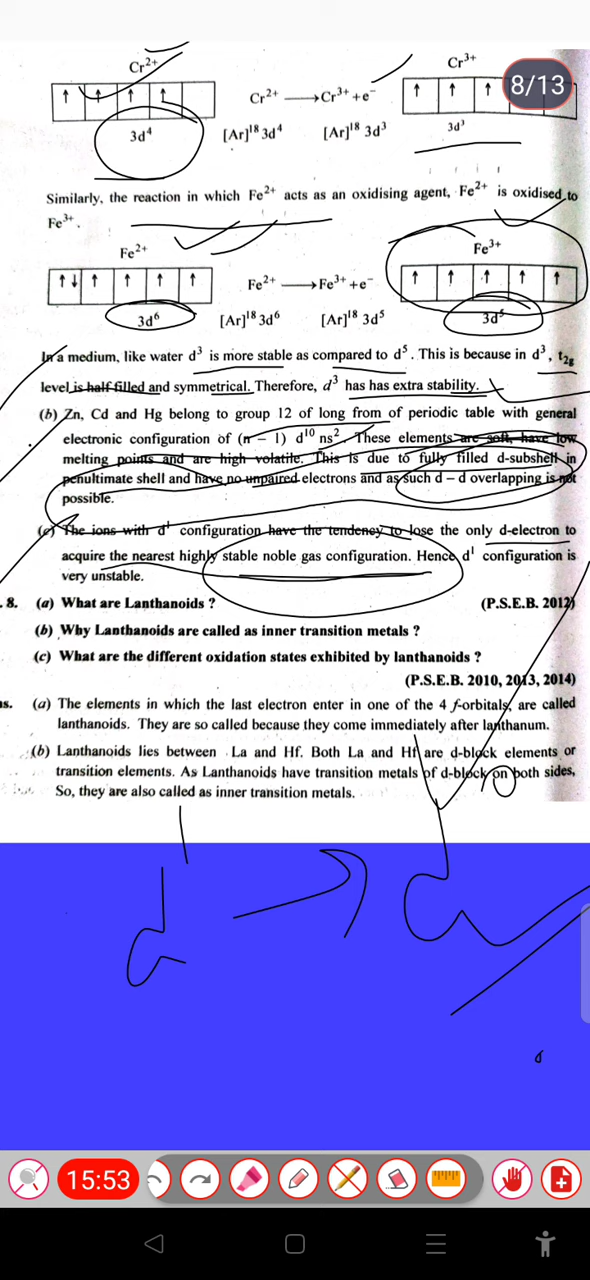 Cr²⁺
Cr³⁺
8/13
Cr²⁺ ⟶Cr³⁺ +e⁻
3d⁴
[Ar]¹⁸ 3d⁴
[Ar]¹⁸ 3d³
3d³
Similarly, the reaction in which Fe²⁺ acts as an oxidising agent, Fe²⁺ is oxidised to
Fe³⁺.
Fe²⁺
Fe³⁺
Fe²⁺ ⟶Fe³⁺ +e⁻
3d⁶
[Ar]¹⁸ 3d⁶
[Ar]¹⁸ 3d⁵
3d⁵
In a medium, like water d³ is more stable as compared to d⁵. This is because in d³, t₂g
level is half filled and symmetrical. Therefore, d³ has has extra stability.
(b) Zn, Cd and Hg belong to group 12 of long from of periodic table with general
electronic configuration of (n − 1) d¹⁰ ns². These elements are soft, have low
melting points and are high volatile. This is due to fully filled d-subshell in
penultimate shell and have no unpaired electrons and as such d – d overlapping is not
possible.
(c) The ions with d¹ configuration have the tendency to lose the only d-electron to
acquire the nearest highly stable noble gas configuration. Hence d¹ configuration is
very unstable.
8. (a) What are Lanthanoids ? (P.S.E.B. 2012)
(b) Why Lanthanoids are called as inner transition metals ?
(c) What are the different oxidation states exhibited by lanthanoids ?
(P.S.E.B. 2010, 2013, 2014)
ns. (a) The elements in which the last electron enter in one of the 4 f-orbitals, are called
lanthanoids. They are so called because they come immediately after lanthanum.
(b) Lanthanoids lies between La and Hf. Both La and Hf are d-block elements or
transition elements. As Lanthanoids have transition metals of d-block on both sides,
So, they are also called as inner transition metals.
d¹ → d
15:53